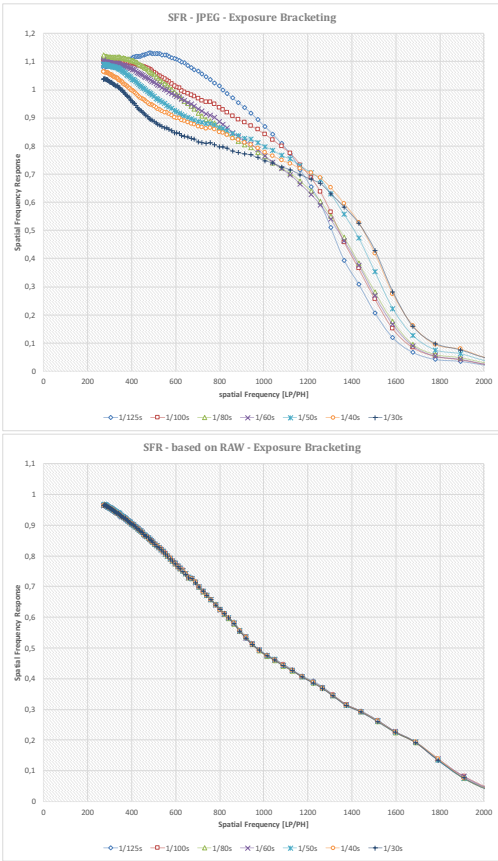 SFR - JPEG - Exposure Bracketing
1,2
1,1
1
0,9
0,8
0,7
0,6
0,5
0,4
0,3
0,2
0,1
0
Spatial Frequency Response
0 200 400 600 800 1000 1200 1400 1600 1800 2000
spatial Frequency [LP/PH]
1/125s 1/100s 1/80s 1/60s 1/50s 1/40s 1/30s
SFR - based on RAW - Exposure Bracketing
1,1
1
0,9
0,8
0,7
0,6
0,5
0,4
0,3
0,2
0,1
0
Spatial Frequency Response
0 200 400 600 800 1000 1200 1400 1600 1800 2000
Spatial Frequency [LP/PH]
1/125s 1/100s 1/80s 1/60s 1/50s 1/40s 1/30s